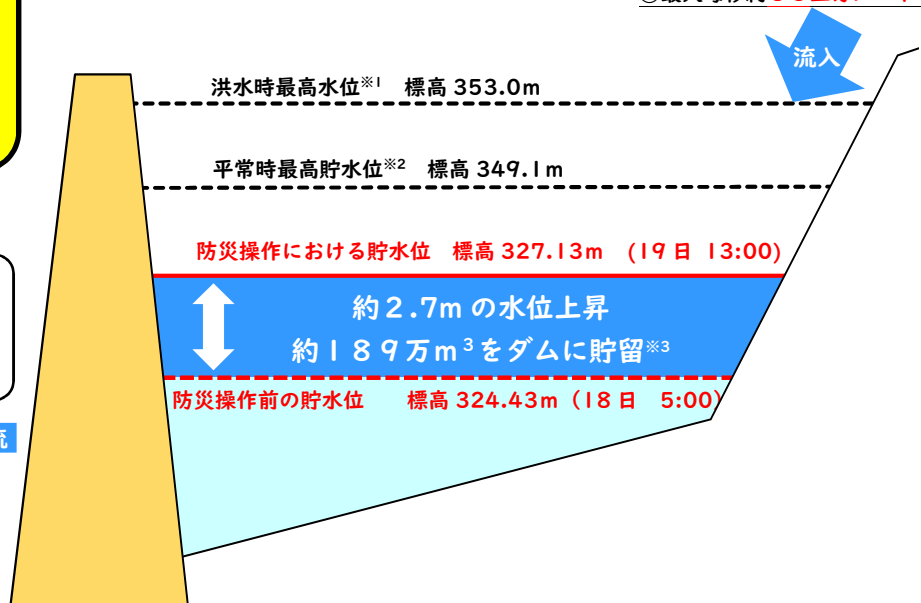 流入
洪水時最高水位※1 標高 353.0m
平常時最高貯水位※2 標高 349.1m
防災操作における貯水位 標高 327.13m (19日 13:00)
約2.7mの水位上昇
約189万m³をダムに貯留※3
防災操作前の貯水位 標高 324.43m（18日 5:00）
流